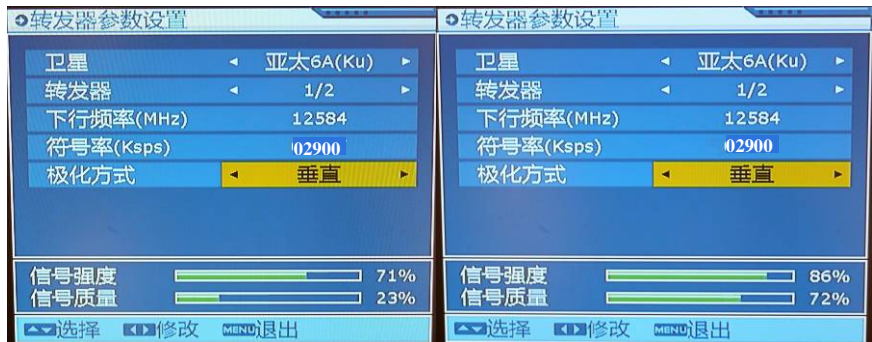 转发器参数设置
卫星 亚太6A(Ku)
转发器 1/2
下行频率(MHz) 12584
符号率(Ksps) 02900
极化方式 垂直
信号强度 71%
信号质量 23%
选择 修改 MENU退出
转发器参数设置
卫星 亚太6A(Ku)
转发器 1/2
下行频率(MHz) 12584
符号率(Ksps) 02900
极化方式 垂直
信号强度 86%
信号质量 72%
选择 修改 MENU退出